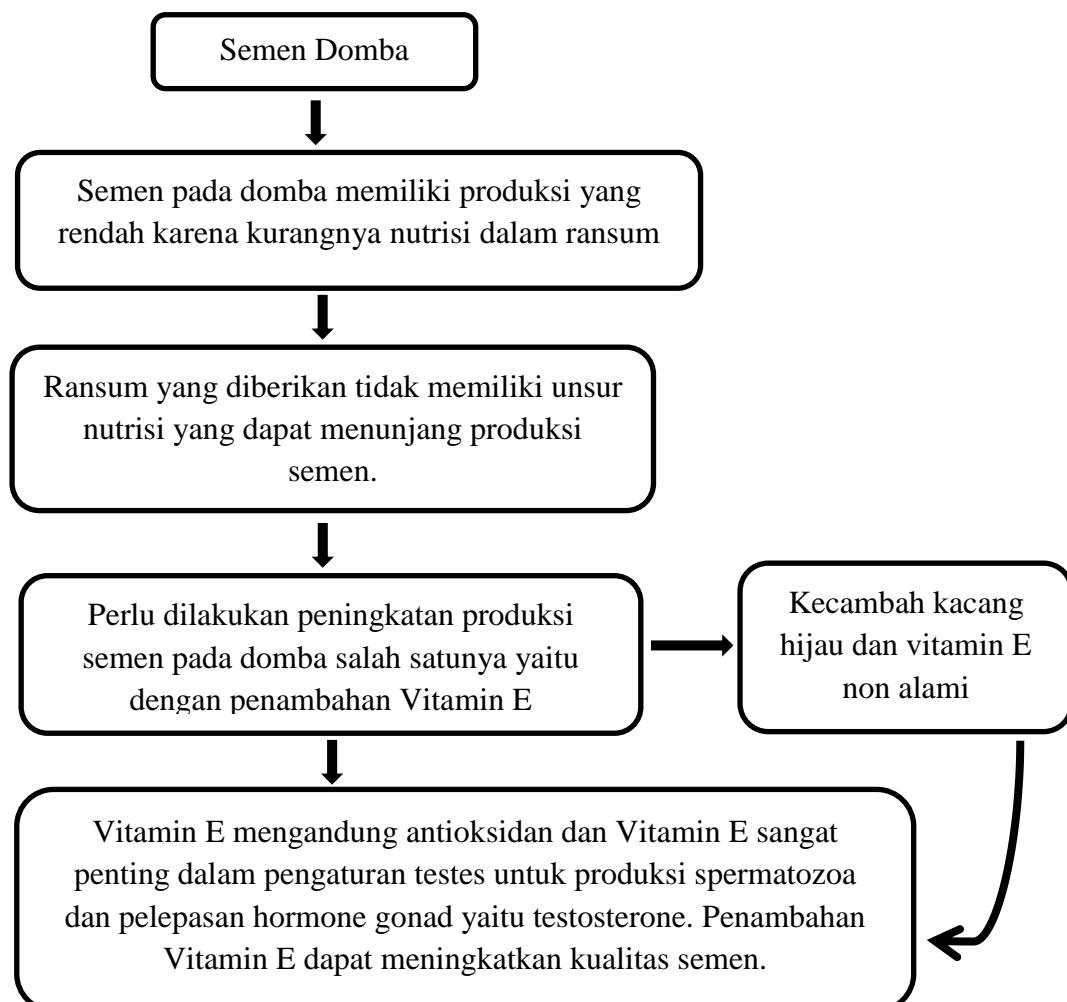 Semen Domba
Semen pada domba memiliki produksi yang
rendah karena kurangnya nutrisi dalam ransum
Ransum yang diberikan tidak memiliki unsur
nutrisi yang dapat menunjang produksi
semen.
Perlu dilakukan peningkatan produksi
semen pada domba salah satunya yaitu
dengan penambahan Vitamin E
Kecambah kacang
hijau dan vitamin E
non alami
Vitamin E mengandung antioksidan dan Vitamin E sangat
penting dalam pengaturan testes untuk produksi spermatozoa
dan pelepasan hormone gonad yaitu testosterone. Penambahan
Vitamin E dapat meningkatkan kualitas semen.